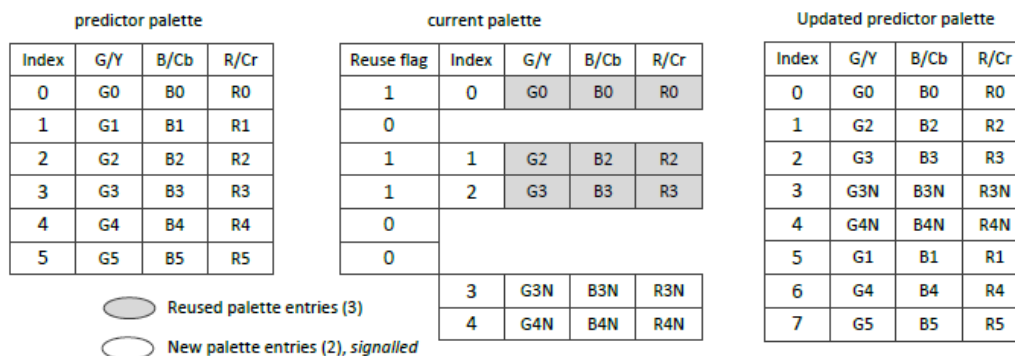 predictor palette
Index G/Y B/Cb R/Cr
0 G0 B0 R0
1 G1 B1 R1
2 G2 B2 R2
3 G3 B3 R3
4 G4 B4 R4
5 G5 B5 R5
Reused palette entries (3)
New palette entries (2), signalled
current palette
Reuse flag Index G/Y B/Cb R/Cr
1 0 G0 B0 R0
0
1 1 G2 B2 R2
1 2 G3 B3 R3
0
0
3 G3N B3N R3N
4 G4N B4N R4N
Updated predictor palette
Index G/Y B/Cb R/Cr
0 G0 B0 R0
1 G2 B2 R2
2 G3 B3 R3
3 G3N B3N R3N
4 G4N B4N R4N
5 G1 B1 R1
6 G4 B4 R4
7 G5 B5 R5